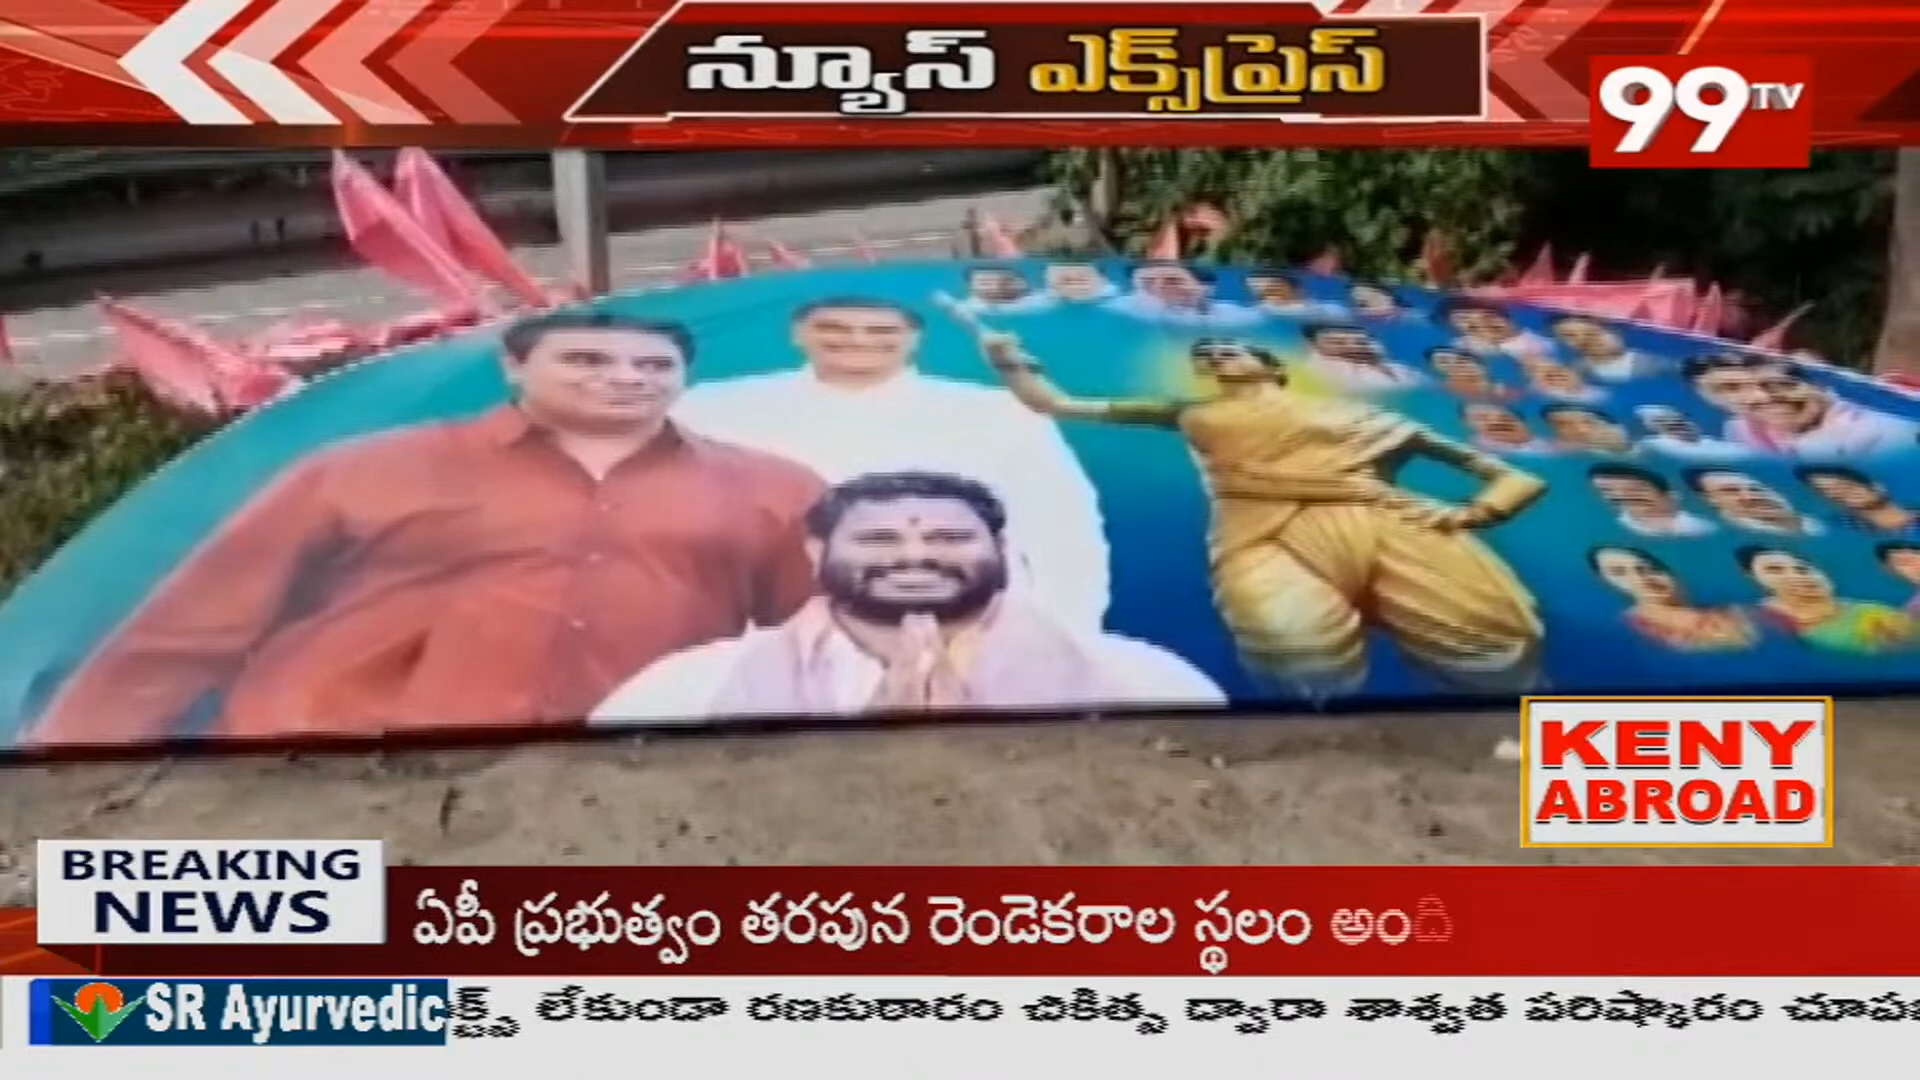 న్యూస్ ఎక్స్‌ప్రెస్
99TV
KENY
ABROAD
BREAKING
NEWS
ఏపీ ప్రభుత్వం తరపున రెండెకరాల స్థలం అంది
SR Ayurvedic
లేకుండా రణకుఠారం చికిత్స ద్వారా శాశ్వత పరిష్కారం